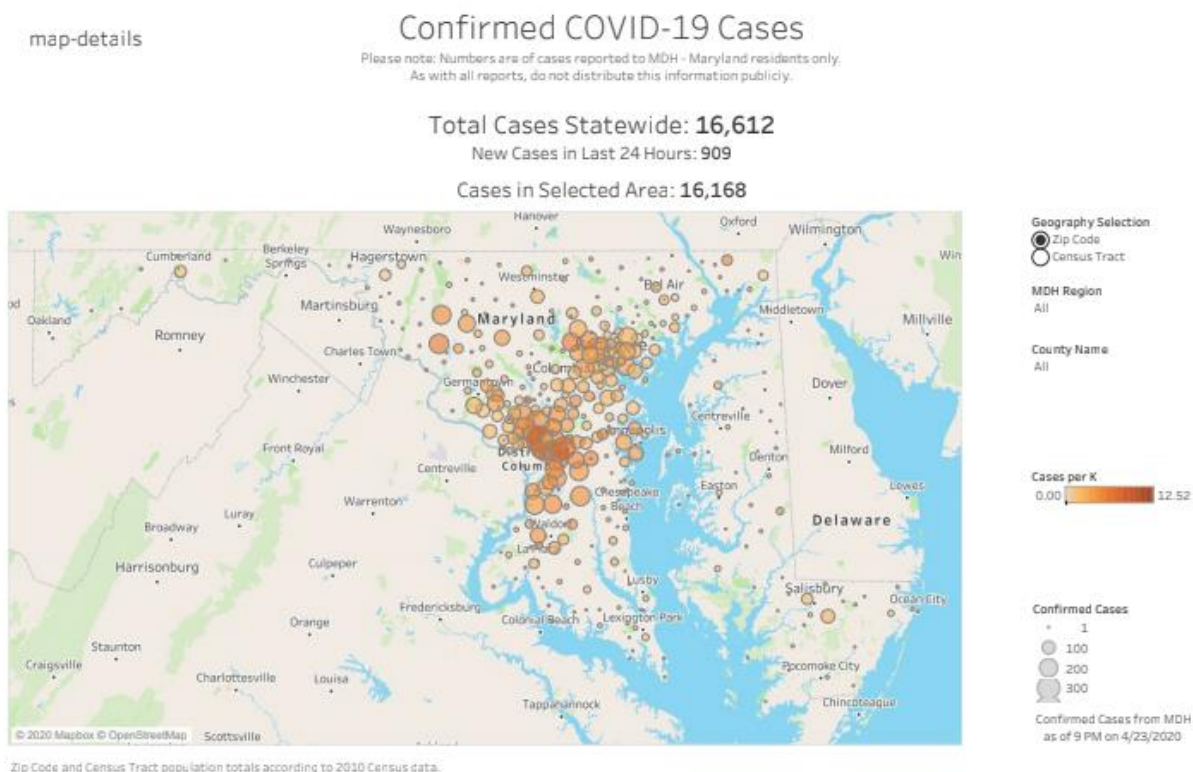 map-details
Confirmed COVID-19 Cases
Please note: Numbers are of cases reported to MDH - Maryland residents only.
As with all reports, do not distribute this information publicly.
Total Cases Statewide: 16,612
New Cases in Last 24 Hours: 909
Cases in Selected Area: 16,168
Hanover
Oxford
Waynesboro
Wilmington
Cumberland
Berkeley
Springs
Hagerstown
Win
Westminster
Bel Air
Martinsburg
Maryland
Middletown
Millville
Oakland
Romney
Charles Town
Winchester
Germantown
Dover
Centreville
Annapolis
Front Royal
Distri
Colum
Centreville
Denton
Milford
Easton
Lewes
Warrenton
Chesapeake
Beach
Luray
Broadway
Waldorf
Delaware
Harrisonburg
Culpeper
Lusby
Salisbury
Ocean City
Fredericksburg
Colonial Beach
Lexington Park
Orange
Staunton
Craigsville
Charlottesville
Louisa
Pocomoke City
Tappahannock
Chincoteague
© 2020 Mapbox © OpenStreetMap
Scottsville
Geography Selection
Zip Code
Census Tract
MDH Region
All
County Name
All
Cases per K
0.00 12.52
Confirmed Cases
1
100
200
300
Confirmed Cases from MDH
as of 9 PM on 4/23/2020
Zip Code and Census Tract population totals according to 2010 Census data.